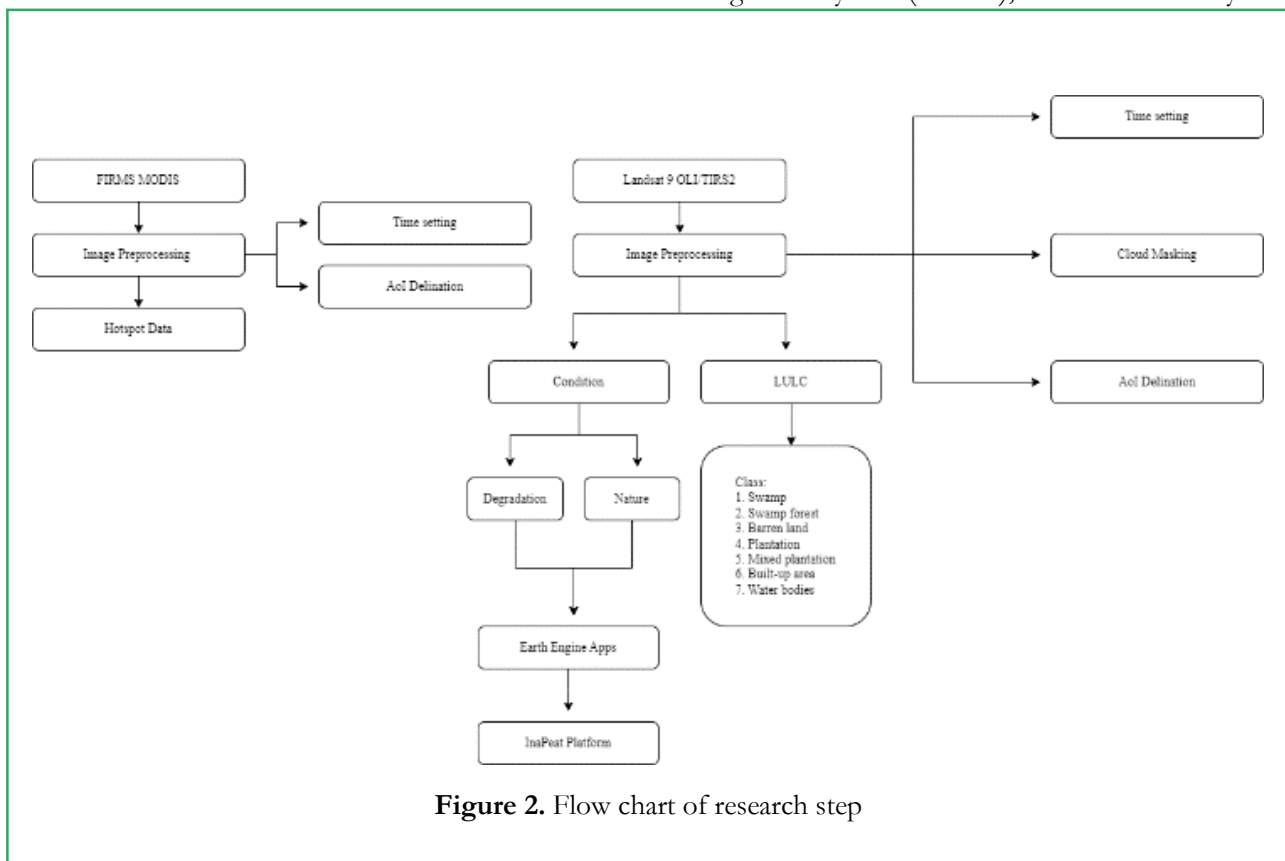 FIRMS MODIS
Image Preprocessing
Hotspot Data
Time setting
AoI Delination
Landsat 9 OLI/TIRS2
Image Preprocessing
Time setting
Cloud Masking
AoI Delination
Condition
LULC
Degradation
Nature
Class:
1. Swamp
2. Swamp forest
3. Barren land
4. Plantation
5. Mixed plantation
6. Built-up area
7. Water bodies
Earth Engine Apps
InaPeat Platform
Figure 2. Flow chart of research step